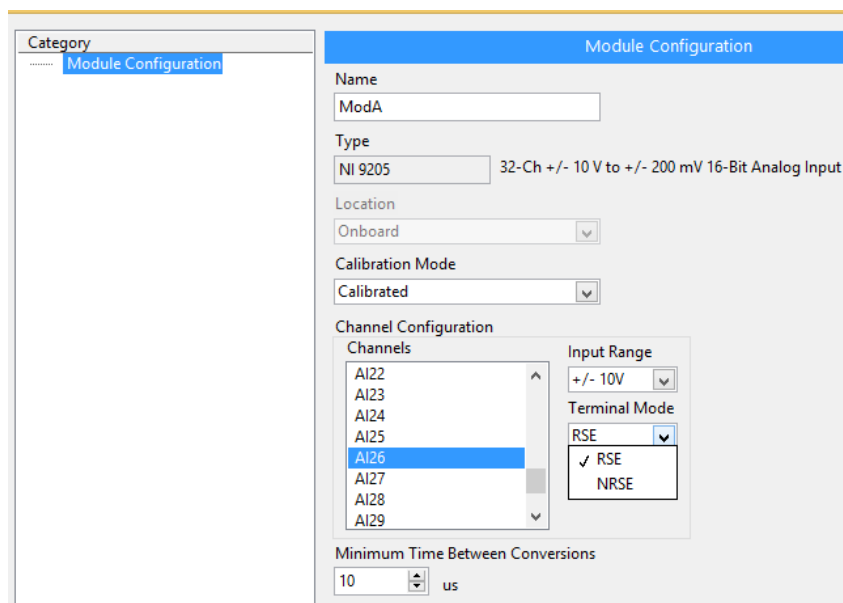 Category
Module Configuration
Module Configuration
Name
ModA
Type
NI 9205 32-Ch +/- 10 V to +/- 200 mV 16-Bit Analog Input
Location
Onboard
Calibration Mode
Calibrated
Channel Configuration
Channels
AI22
AI23
AI24
AI25
AI26
AI27
AI28
AI29
Input Range
+/- 10V
Terminal Mode
RSE
RSE
NRSE
Minimum Time Between Conversions
10 us